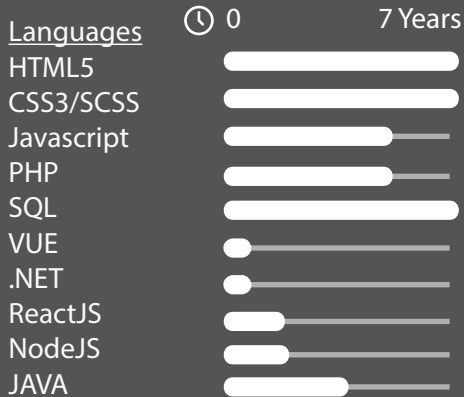 0 7 Years
Languages
HTML5
CSS3/SCSS
Javascript
PHP
SQL
VUE
.NET
ReactJS
NodeJS
JAVA